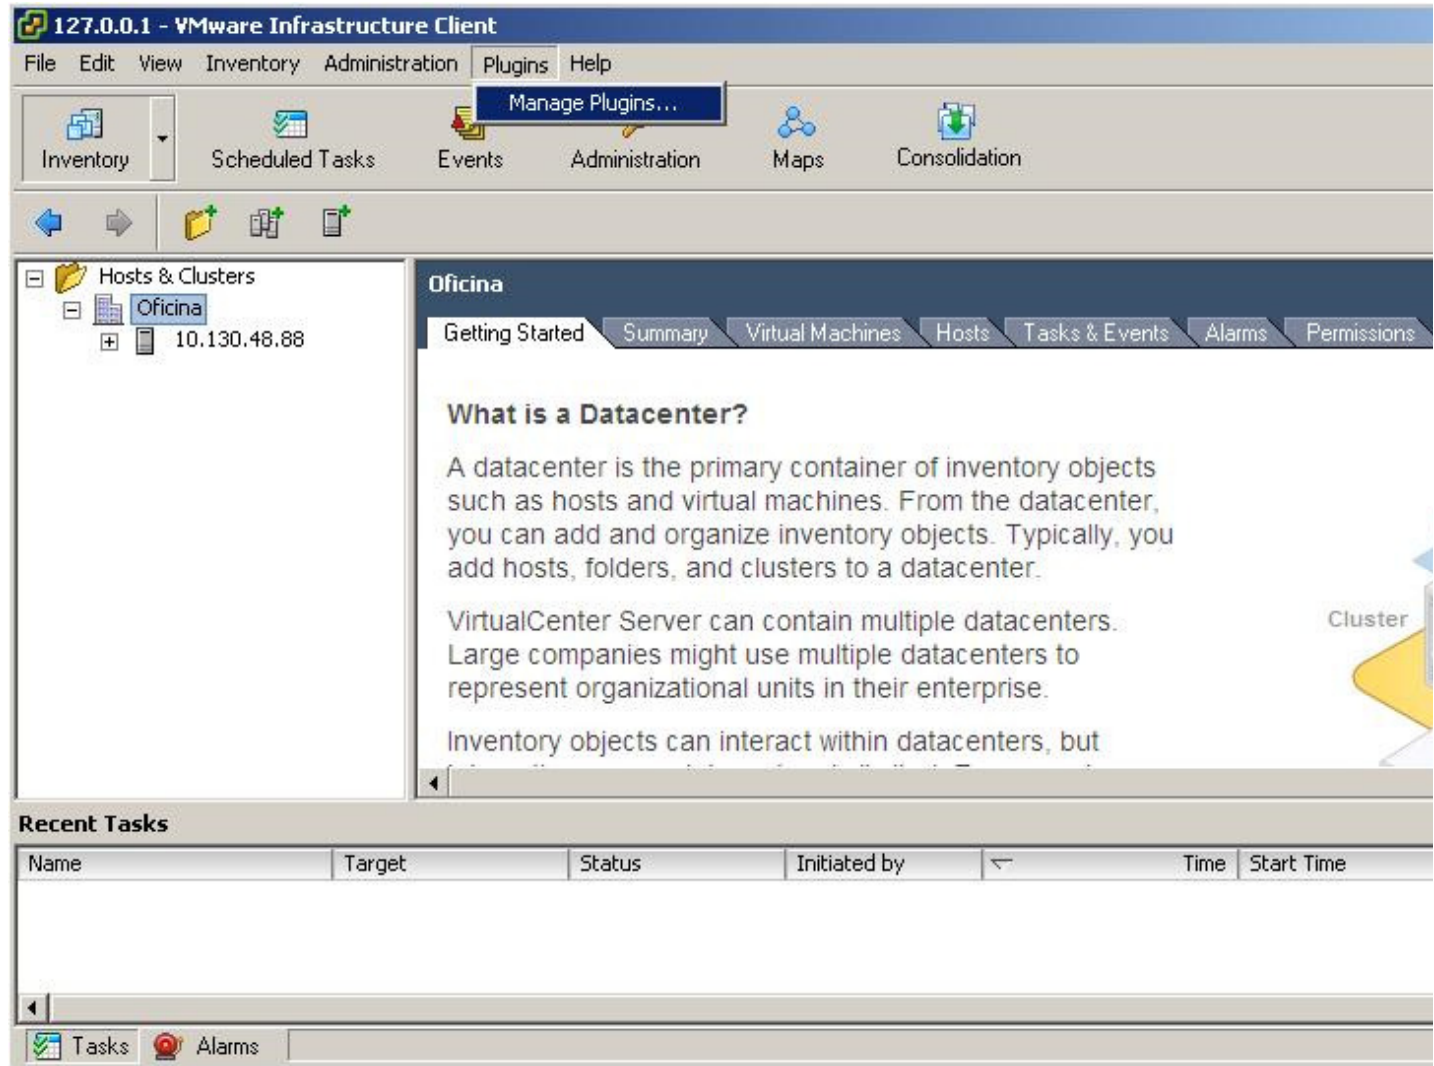 127.0.0.1 - VMware Infrastructure Client
File Edit View Inventory Administration Plugins Help
Manage Plugins...
Inventory Scheduled Tasks Events Administration Maps Consolidation
Hosts & Clusters
Oficina
10.130.48.88
Oficina
Getting Started Summary Virtual Machines Hosts Tasks & Events Alarms Permissions
What is a Datacenter?
A datacenter is the primary container of inventory objects
such as hosts and virtual machines. From the datacenter,
you can add and organize inventory objects. Typically, you
add hosts, folders, and clusters to a datacenter.
VirtualCenter Server can contain multiple datacenters.
Large companies might use multiple datacenters to
represent organizational units in their enterprise.
Inventory objects can interact within datacenters, but
Cluster
Recent Tasks
Name Target Status Initiated by Time Start Time
Tasks Alarms